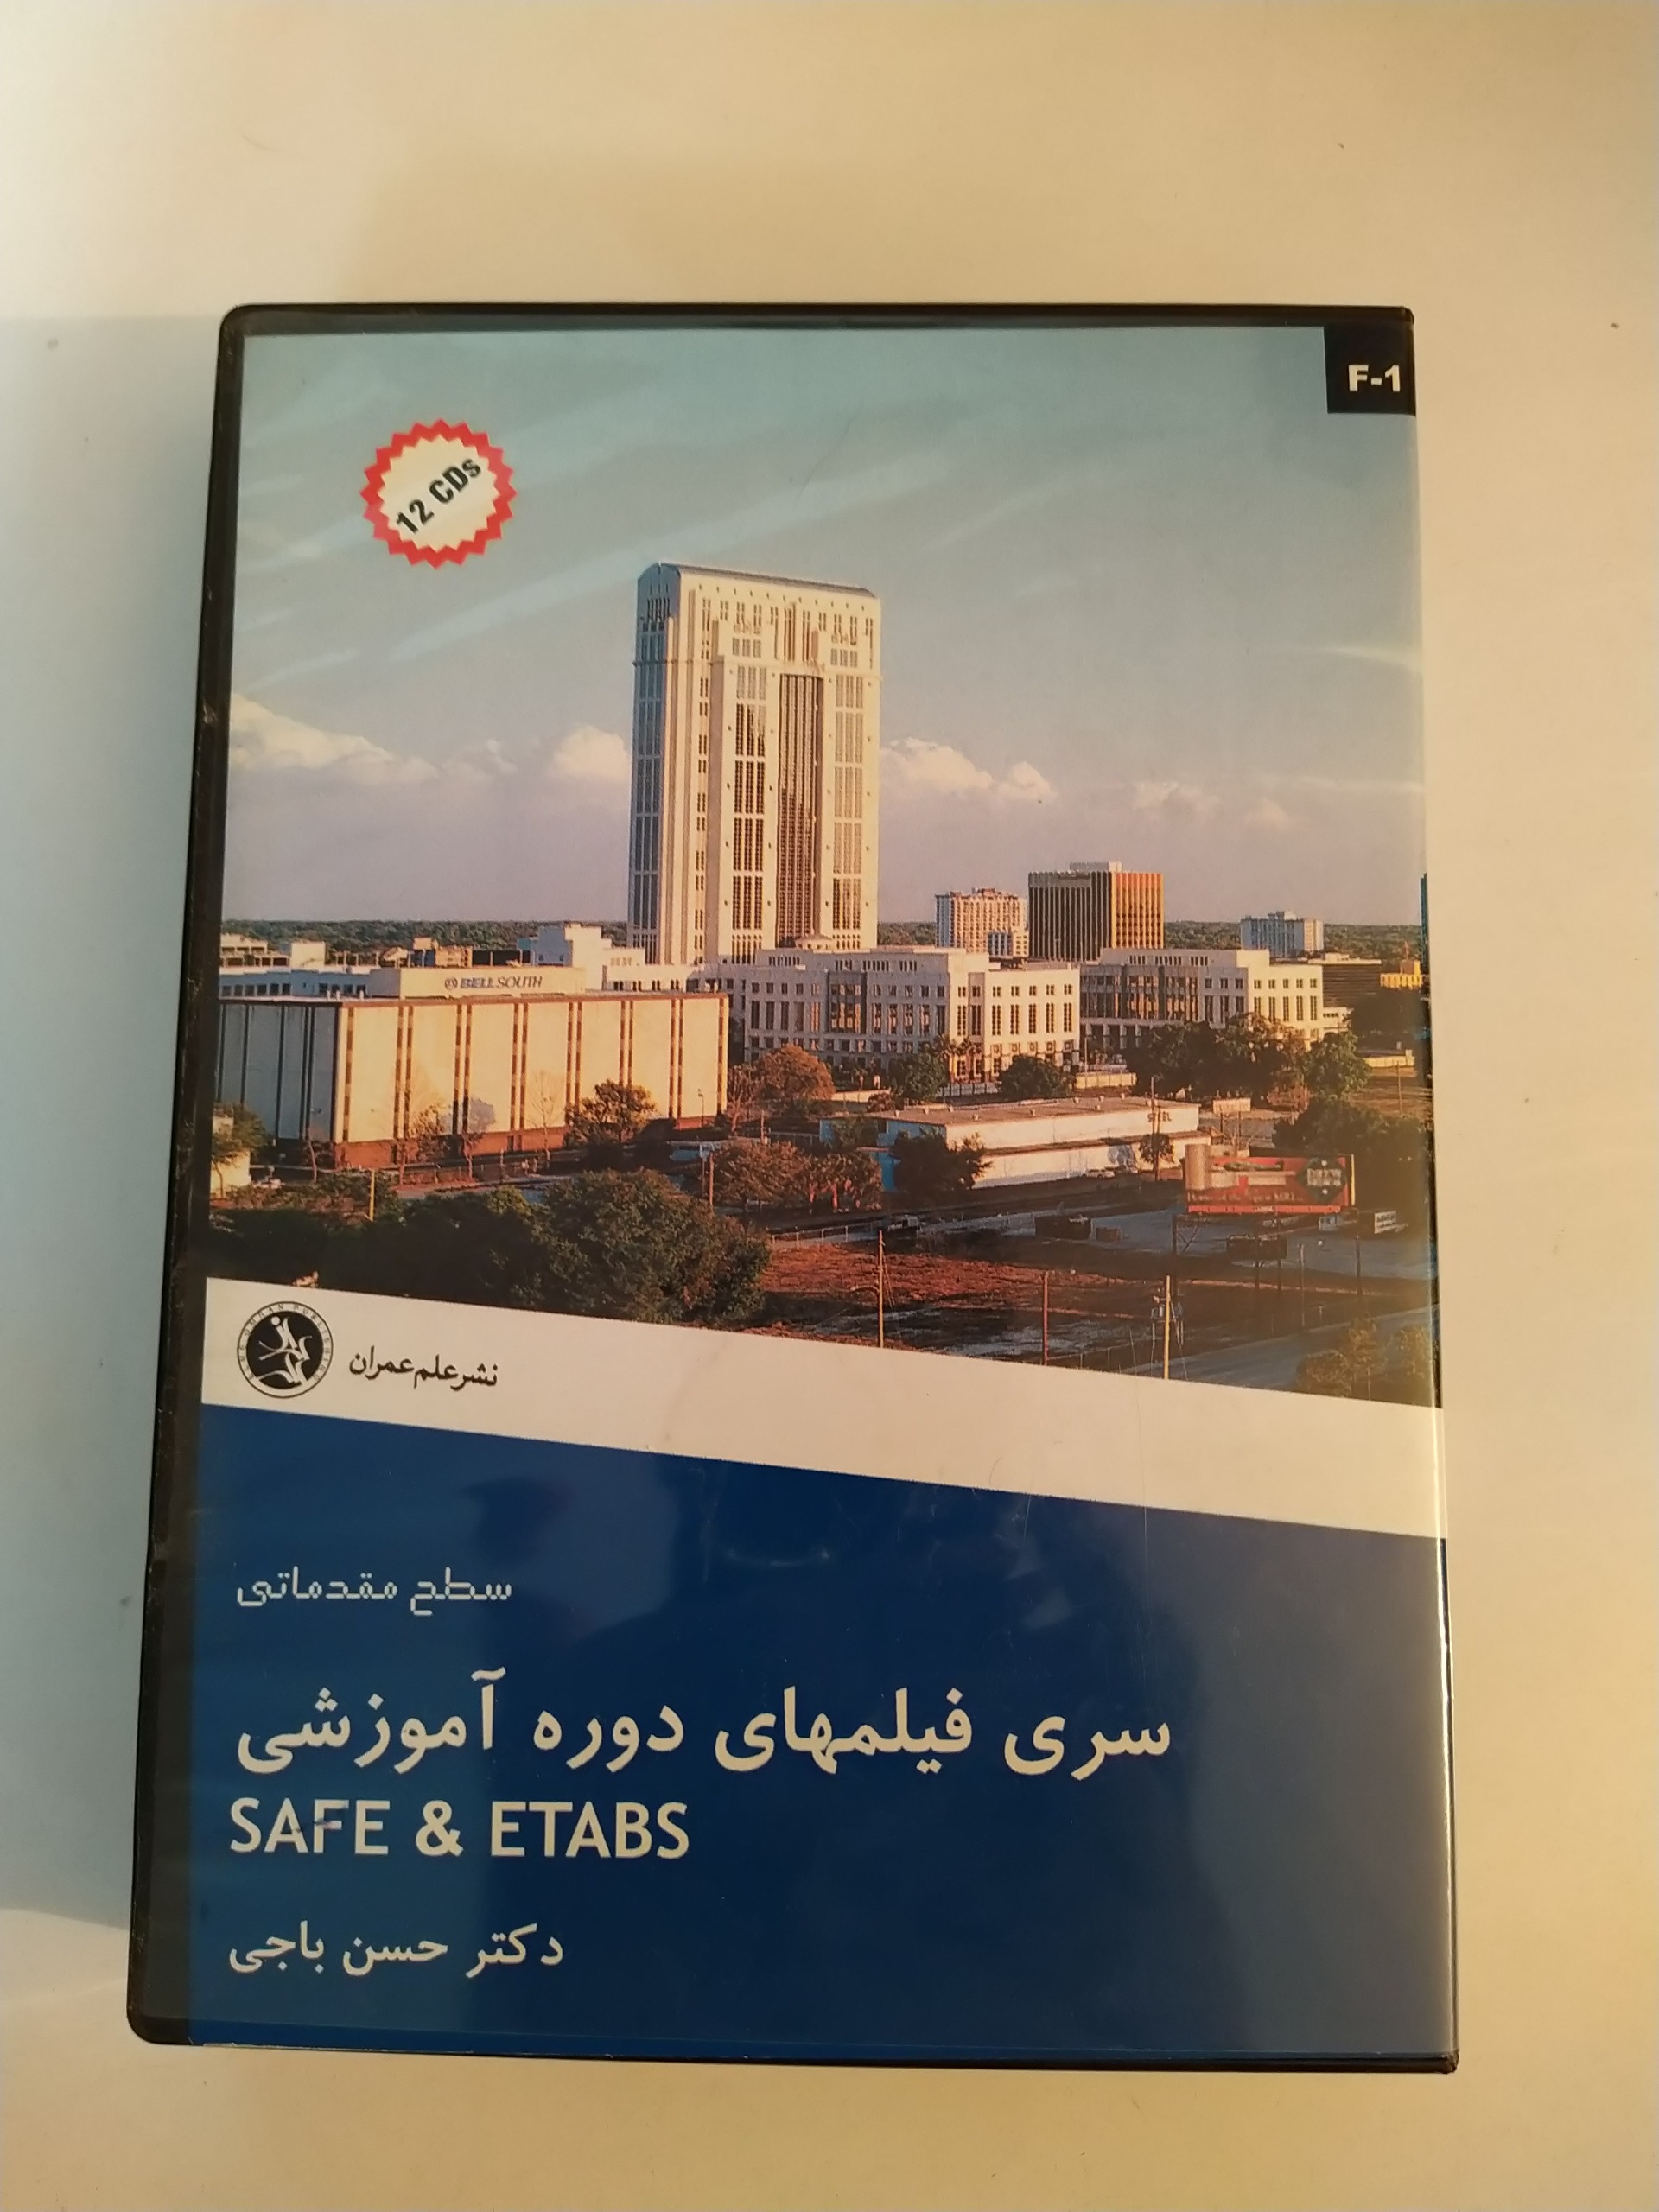 F-1
12 CDs
BELLSOUTH
نشر علم عمران
سطح مقدماتی
سری فیلمهای دوره آموزشی
SAFE & ETABS
دکتر حسن باجی